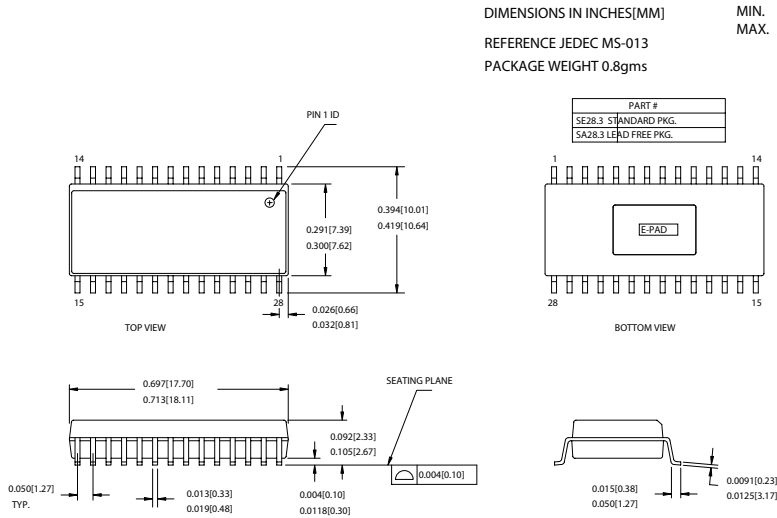 DIMENSIONS IN INCHES[MM] MIN.
MAX.
REFERENCE JEDEC MS-013
PACKAGE WEIGHT 0.8gms
PART #
SE28.3 STANDARD PKG.
SA28.3 LEAD FREE PKG.
PIN 1 ID
14 1
0.291[7.39]
0.300[7.62]
0.394[10.01]
0.419[10.64]
15 28
0.026[0.66]
0.032[0.81]
TOP VIEW
1 14
E-PAD
28 15
BOTTOM VIEW
0.697[17.70]
0.713[18.11]
SEATING PLANE
0.092[2.33]
0.105[2.67]
0.004[0.10]
0.050[1.27]
TYP.
0.013[0.33]
0.019[0.48]
0.004[0.10]
0.0118[0.30]
0.015[0.38]
0.050[1.27]
0.0091[0.23]
0.0125[3.17]